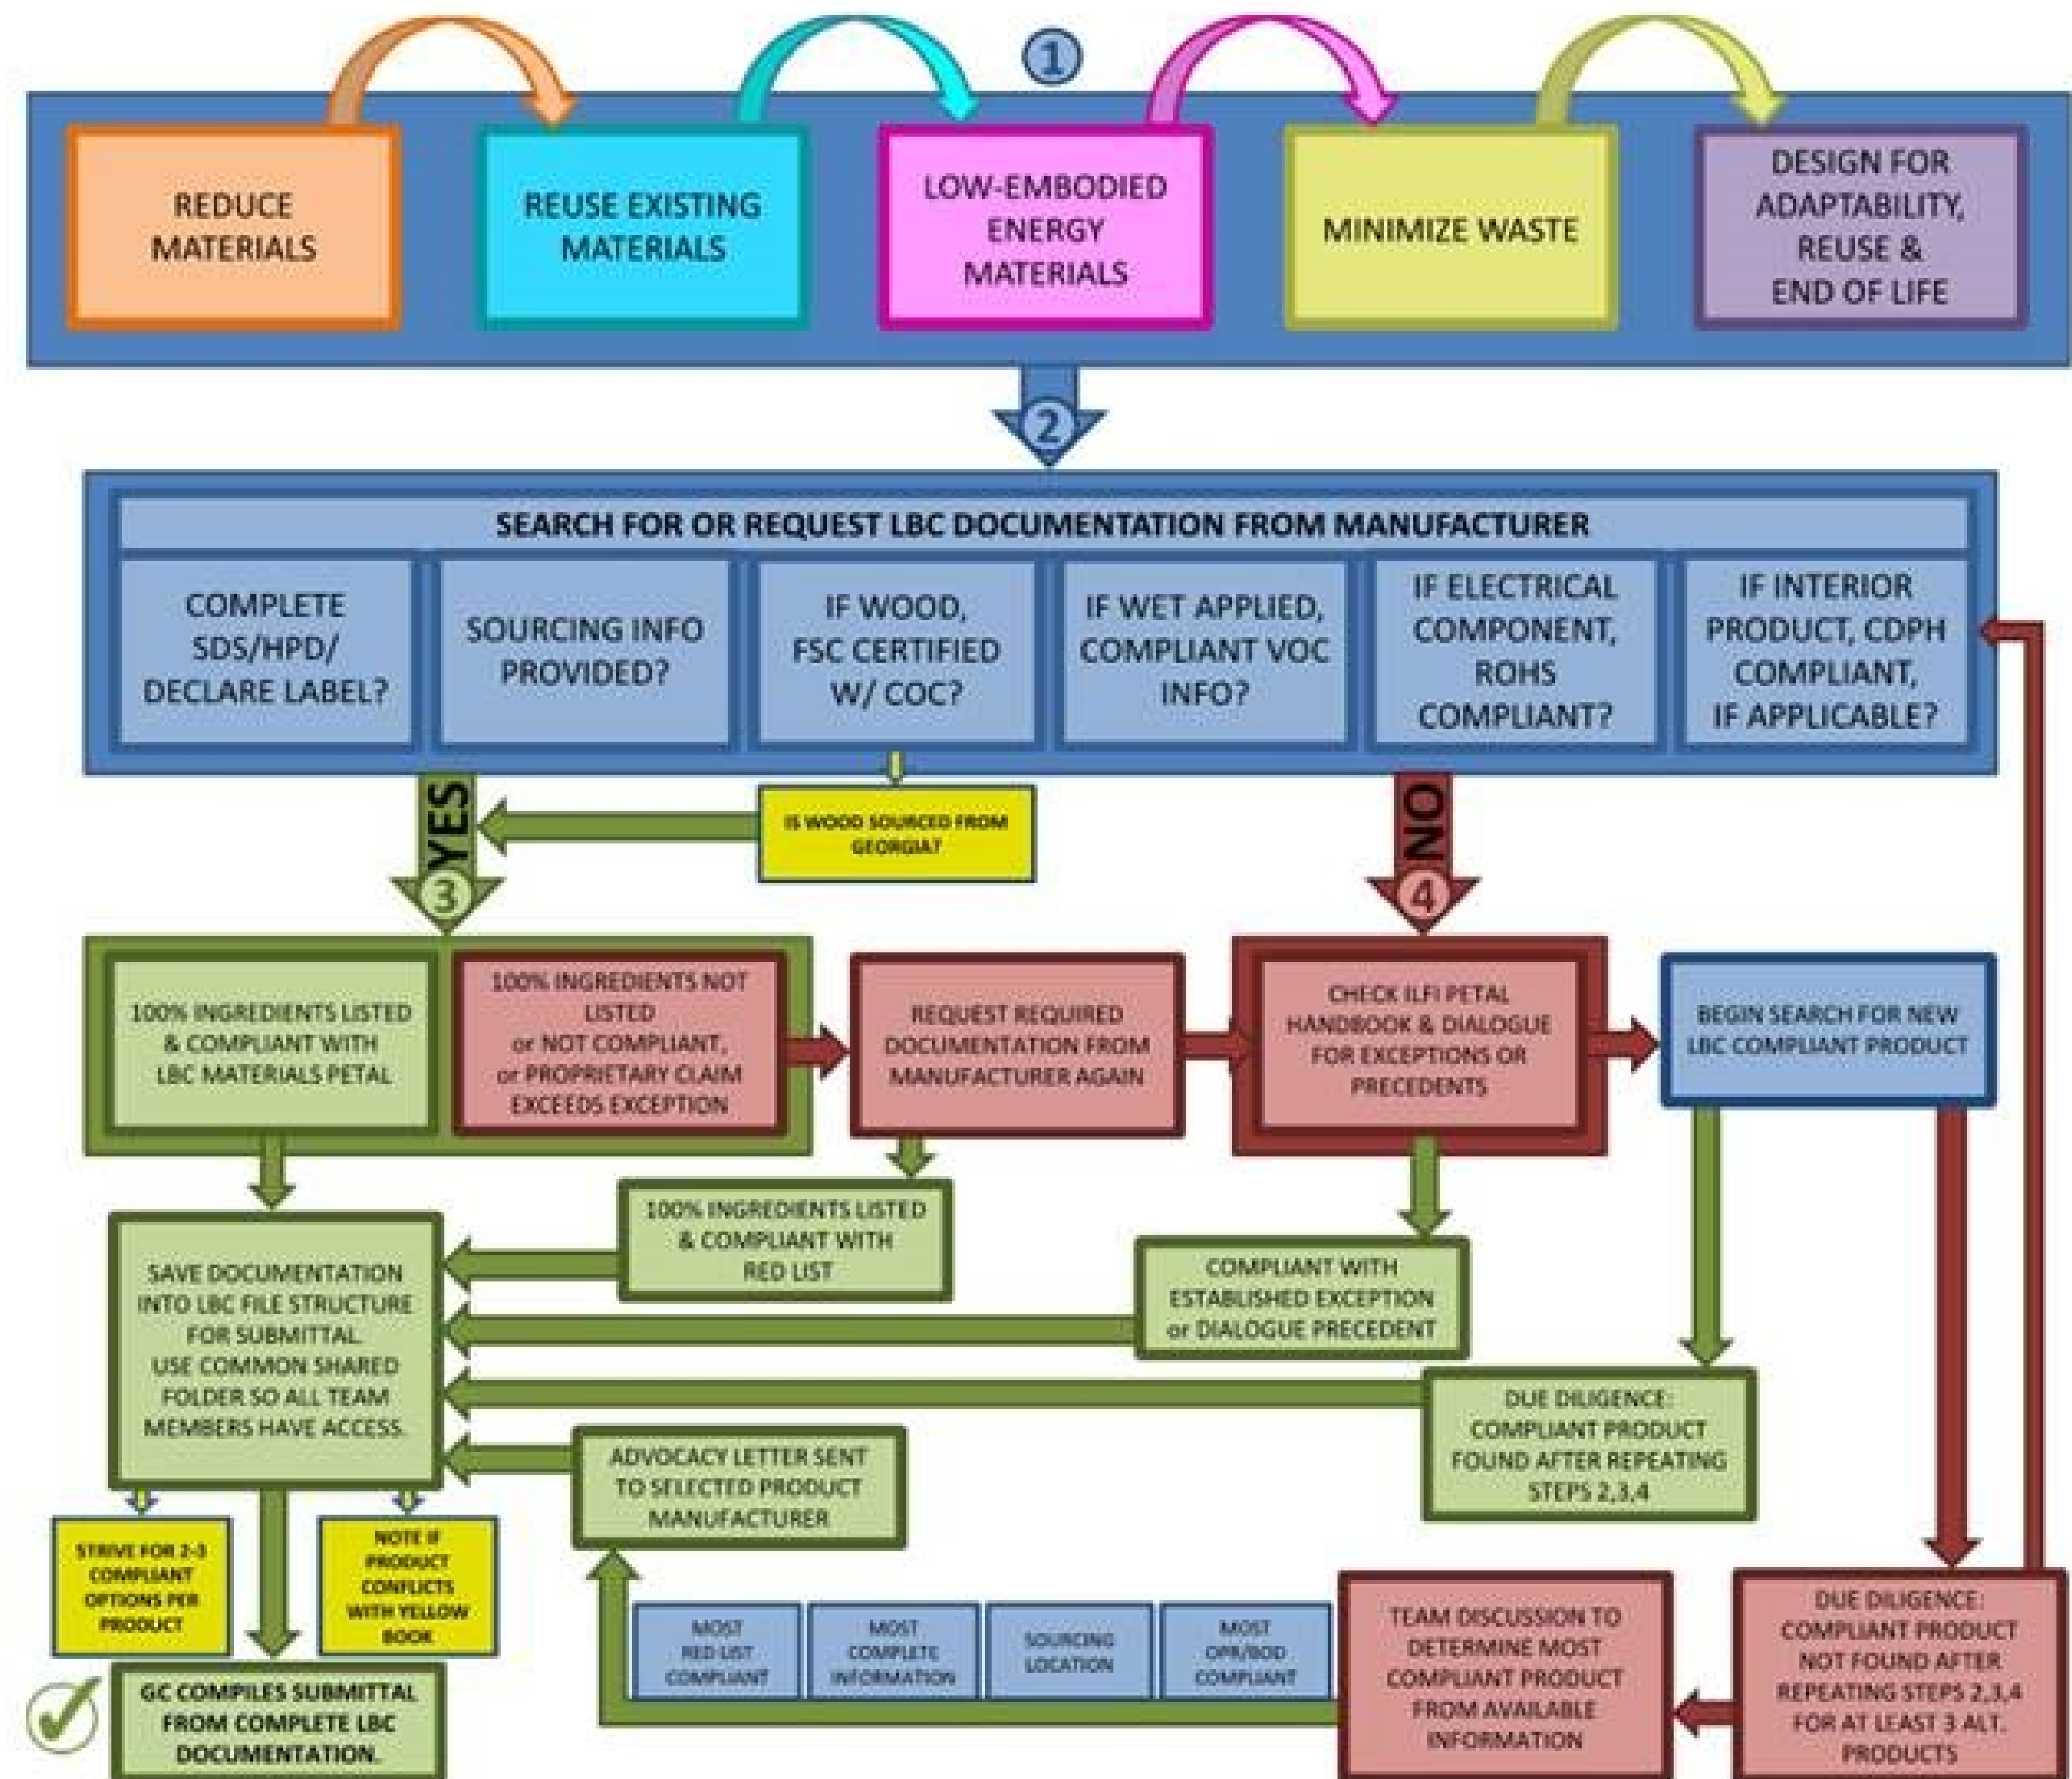 1
REDUCE
MATERIALS
REUSE EXISTING
MATERIALS
LOW-EMBODIED
ENERGY
MATERIALS
MINIMIZE WASTE
DESIGN FOR
ADAPTABILITY,
REUSE &
END OF LIFE
2
SEARCH FOR OR REQUEST LBC DOCUMENTATION FROM MANUFACTURER
COMPLETE
SDS/HPD/
DECLARE LABEL?
SOURCING INFO
PROVIDED?
IF WOOD,
FSC CERTIFIED
W/ COC?
IF WET APPLIED,
COMPLIANT VOC
INFO?
IF ELECTRICAL
COMPONENT,
ROHS
COMPLIANT?
IF INTERIOR
PRODUCT, CDPH
COMPLIANT,
IF APPLICABLE?
YES
3
IS WOOD SOURCED FROM
GEORGIA?
NO
4
100% INGREDIENTS LISTED
& COMPLIANT WITH
LBC MATERIALS PETAL
100% INGREDIENTS NOT
LISTED
or NOT COMPLIANT,
or PROPRIETARY CLAIM
EXCEEDS EXCEPTION
REQUEST REQUIRED
DOCUMENTATION FROM
MANUFACTURER AGAIN
CHECK ILFI PETAL
HANDBOOK & DIALOGUE
FOR EXCEPTIONS OR
PRECEDENTS
BEGIN SEARCH FOR NEW
LBC COMPLIANT PRODUCT
100% INGREDIENTS LISTED
& COMPLIANT WITH
RED LIST
COMPLIANT WITH
ESTABLISHED EXCEPTION
or DIALOGUE PRECEDENT
SAVE DOCUMENTATION
INTO LBC FILE STRUCTURE
FOR SUBMITTAL.
USE COMMON SHARED
FOLDER SO ALL TEAM
MEMBERS HAVE ACCESS.
DUE DILIGENCE:
COMPLIANT PRODUCT
FOUND AFTER REPEATING
STEPS 2,3,4
ADVOCACY LETTER SENT
TO SELECTED PRODUCT
MANUFACTURER
STRIVE FOR 2-3
COMPLIANT
OPTIONS PER
PRODUCT
NOTE IF
PRODUCT
CONFLICTS
WITH YELLOW
BOOK
MOST
RED LIST
COMPLIANT
MOST
COMPLETE
INFORMATION
SOURCING
LOCATION
MOST
OPR/BOD
COMPLIANT
TEAM DISCUSSION TO
DETERMINE MOST
COMPLIANT PRODUCT
FROM AVAILABLE
INFORMATION
DUE DILIGENCE:
COMPLIANT PRODUCT
NOT FOUND AFTER
REPEATING STEPS 2,3,4
FOR AT LEAST 3 ALT.
PRODUCTS
GC COMPILES SUBMITTAL
FROM COMPLETE LBC
DOCUMENTATION.